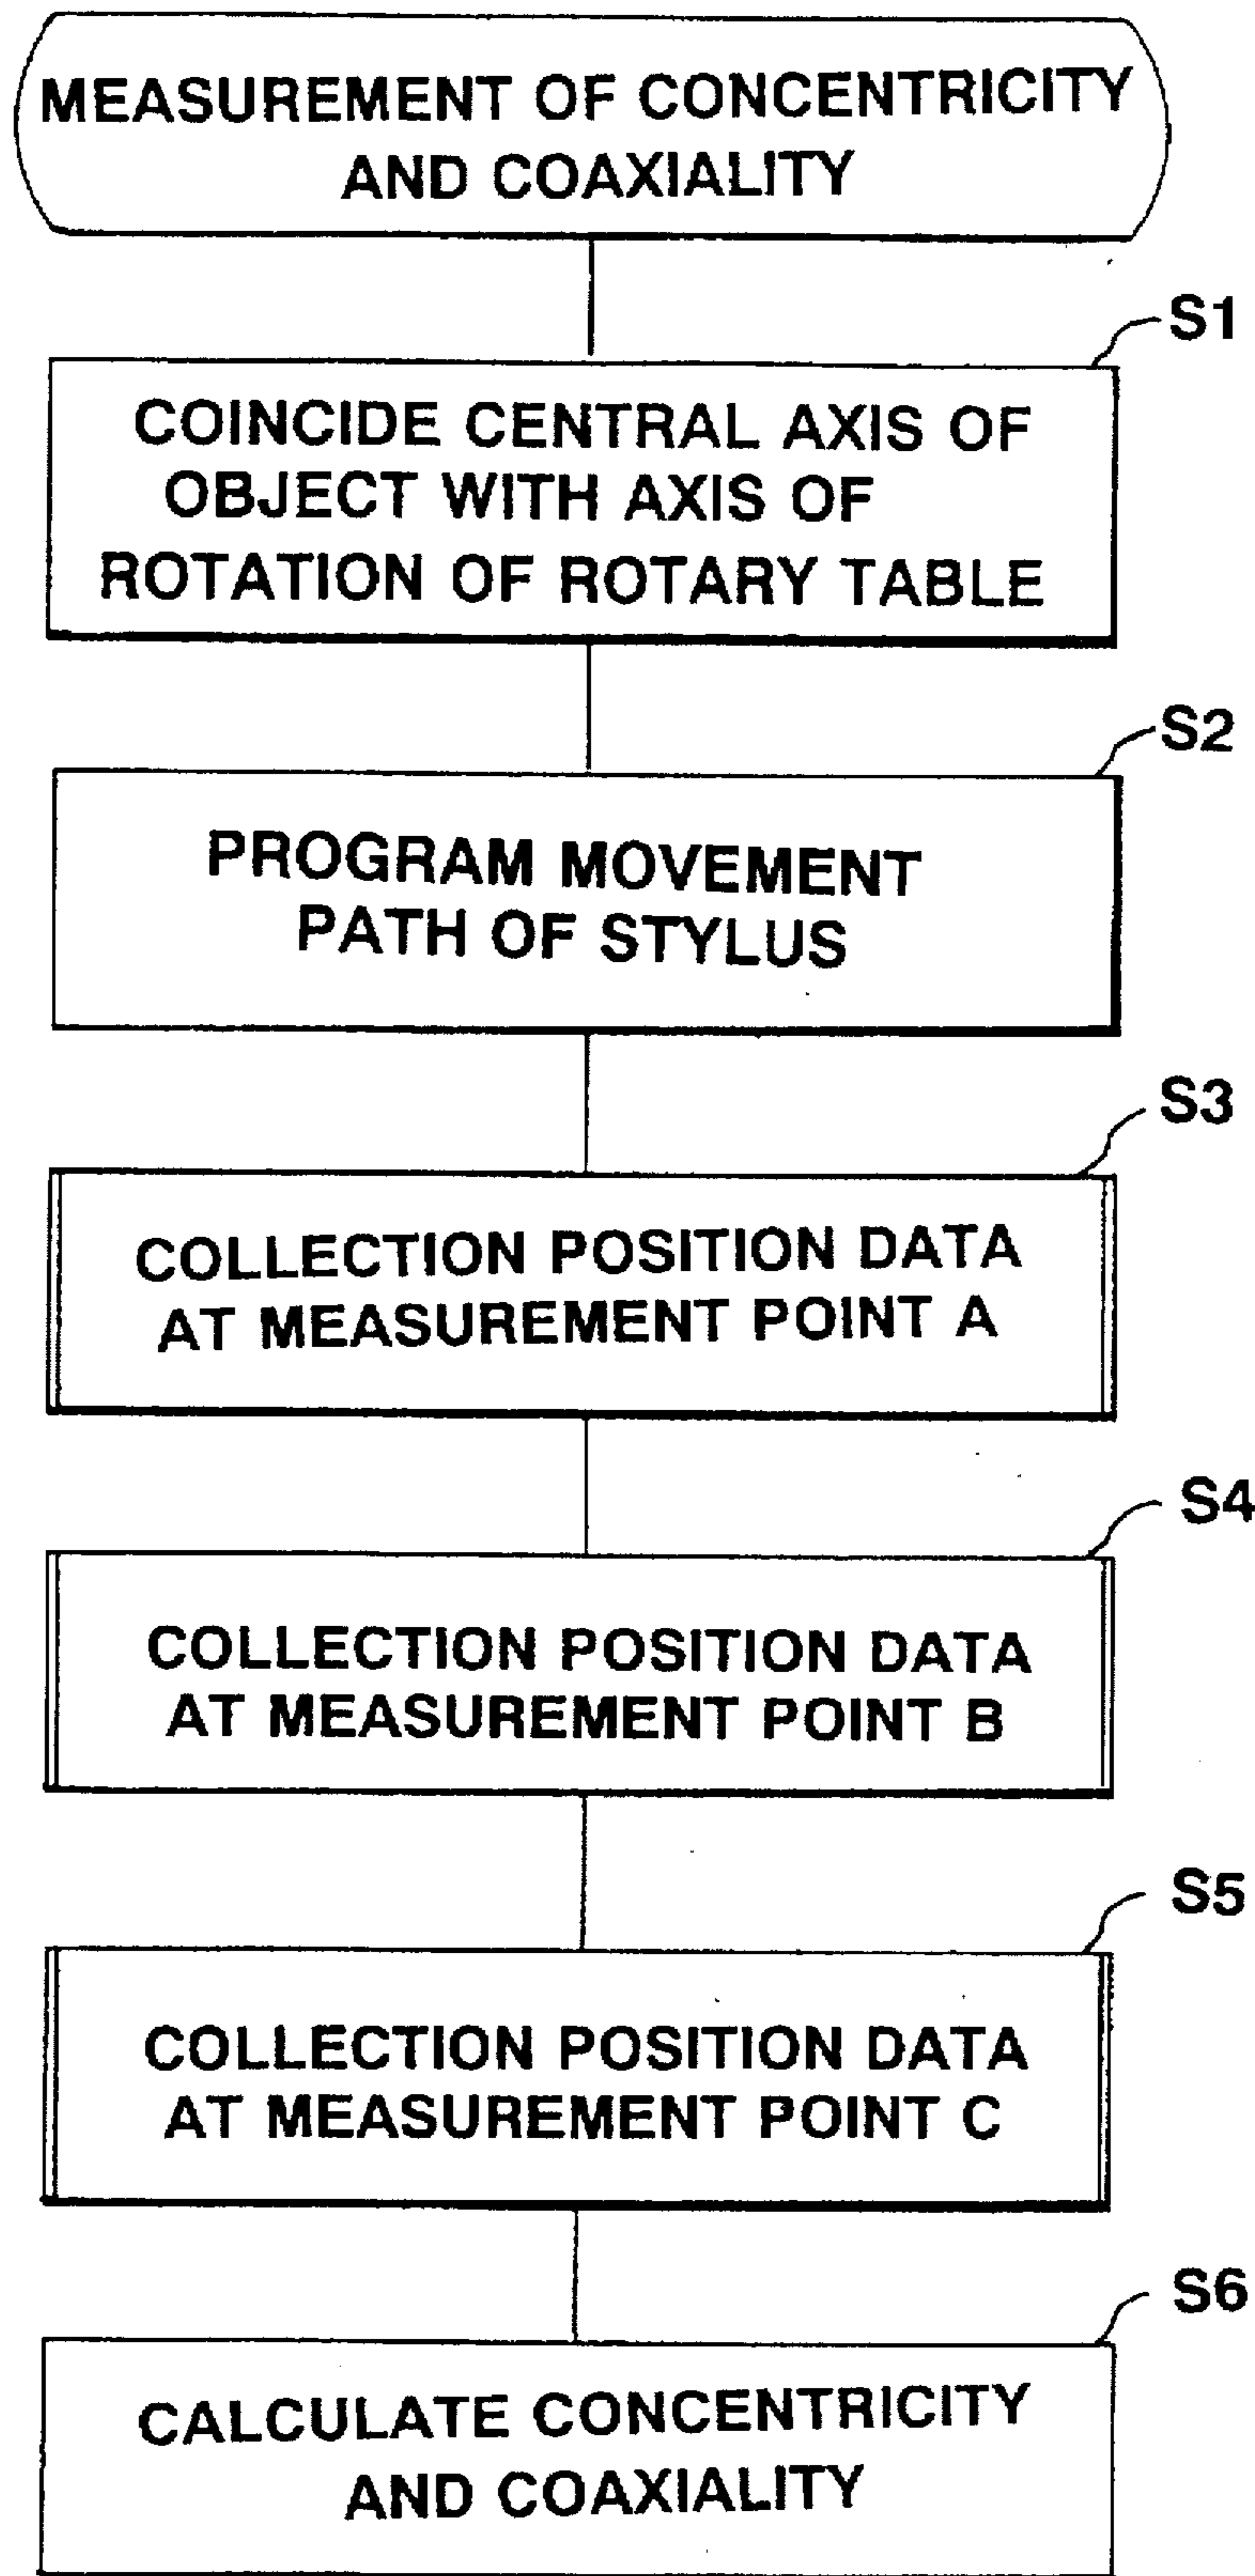 MEASUREMENT OF CONCENTRICITY
AND COAXIALITY
S1
COINCIDE CENTRAL AXIS OF
OBJECT WITH AXIS OF
ROTATION OF ROTARY TABLE
S2
PROGRAM MOVEMENT
PATH OF STYLUS
S3
COLLECTION POSITION DATA
AT MEASUREMENT POINT A
S4
COLLECTION POSITION DATA
AT MEASUREMENT POINT B
S5
COLLECTION POSITION DATA
AT MEASUREMENT POINT C
S6
CALCULATE CONCENTRICITY
AND COAXIALITY